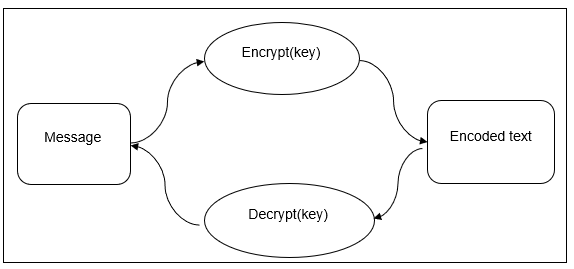 Encrypt(key)
Message
Encoded text
Decrypt(key)